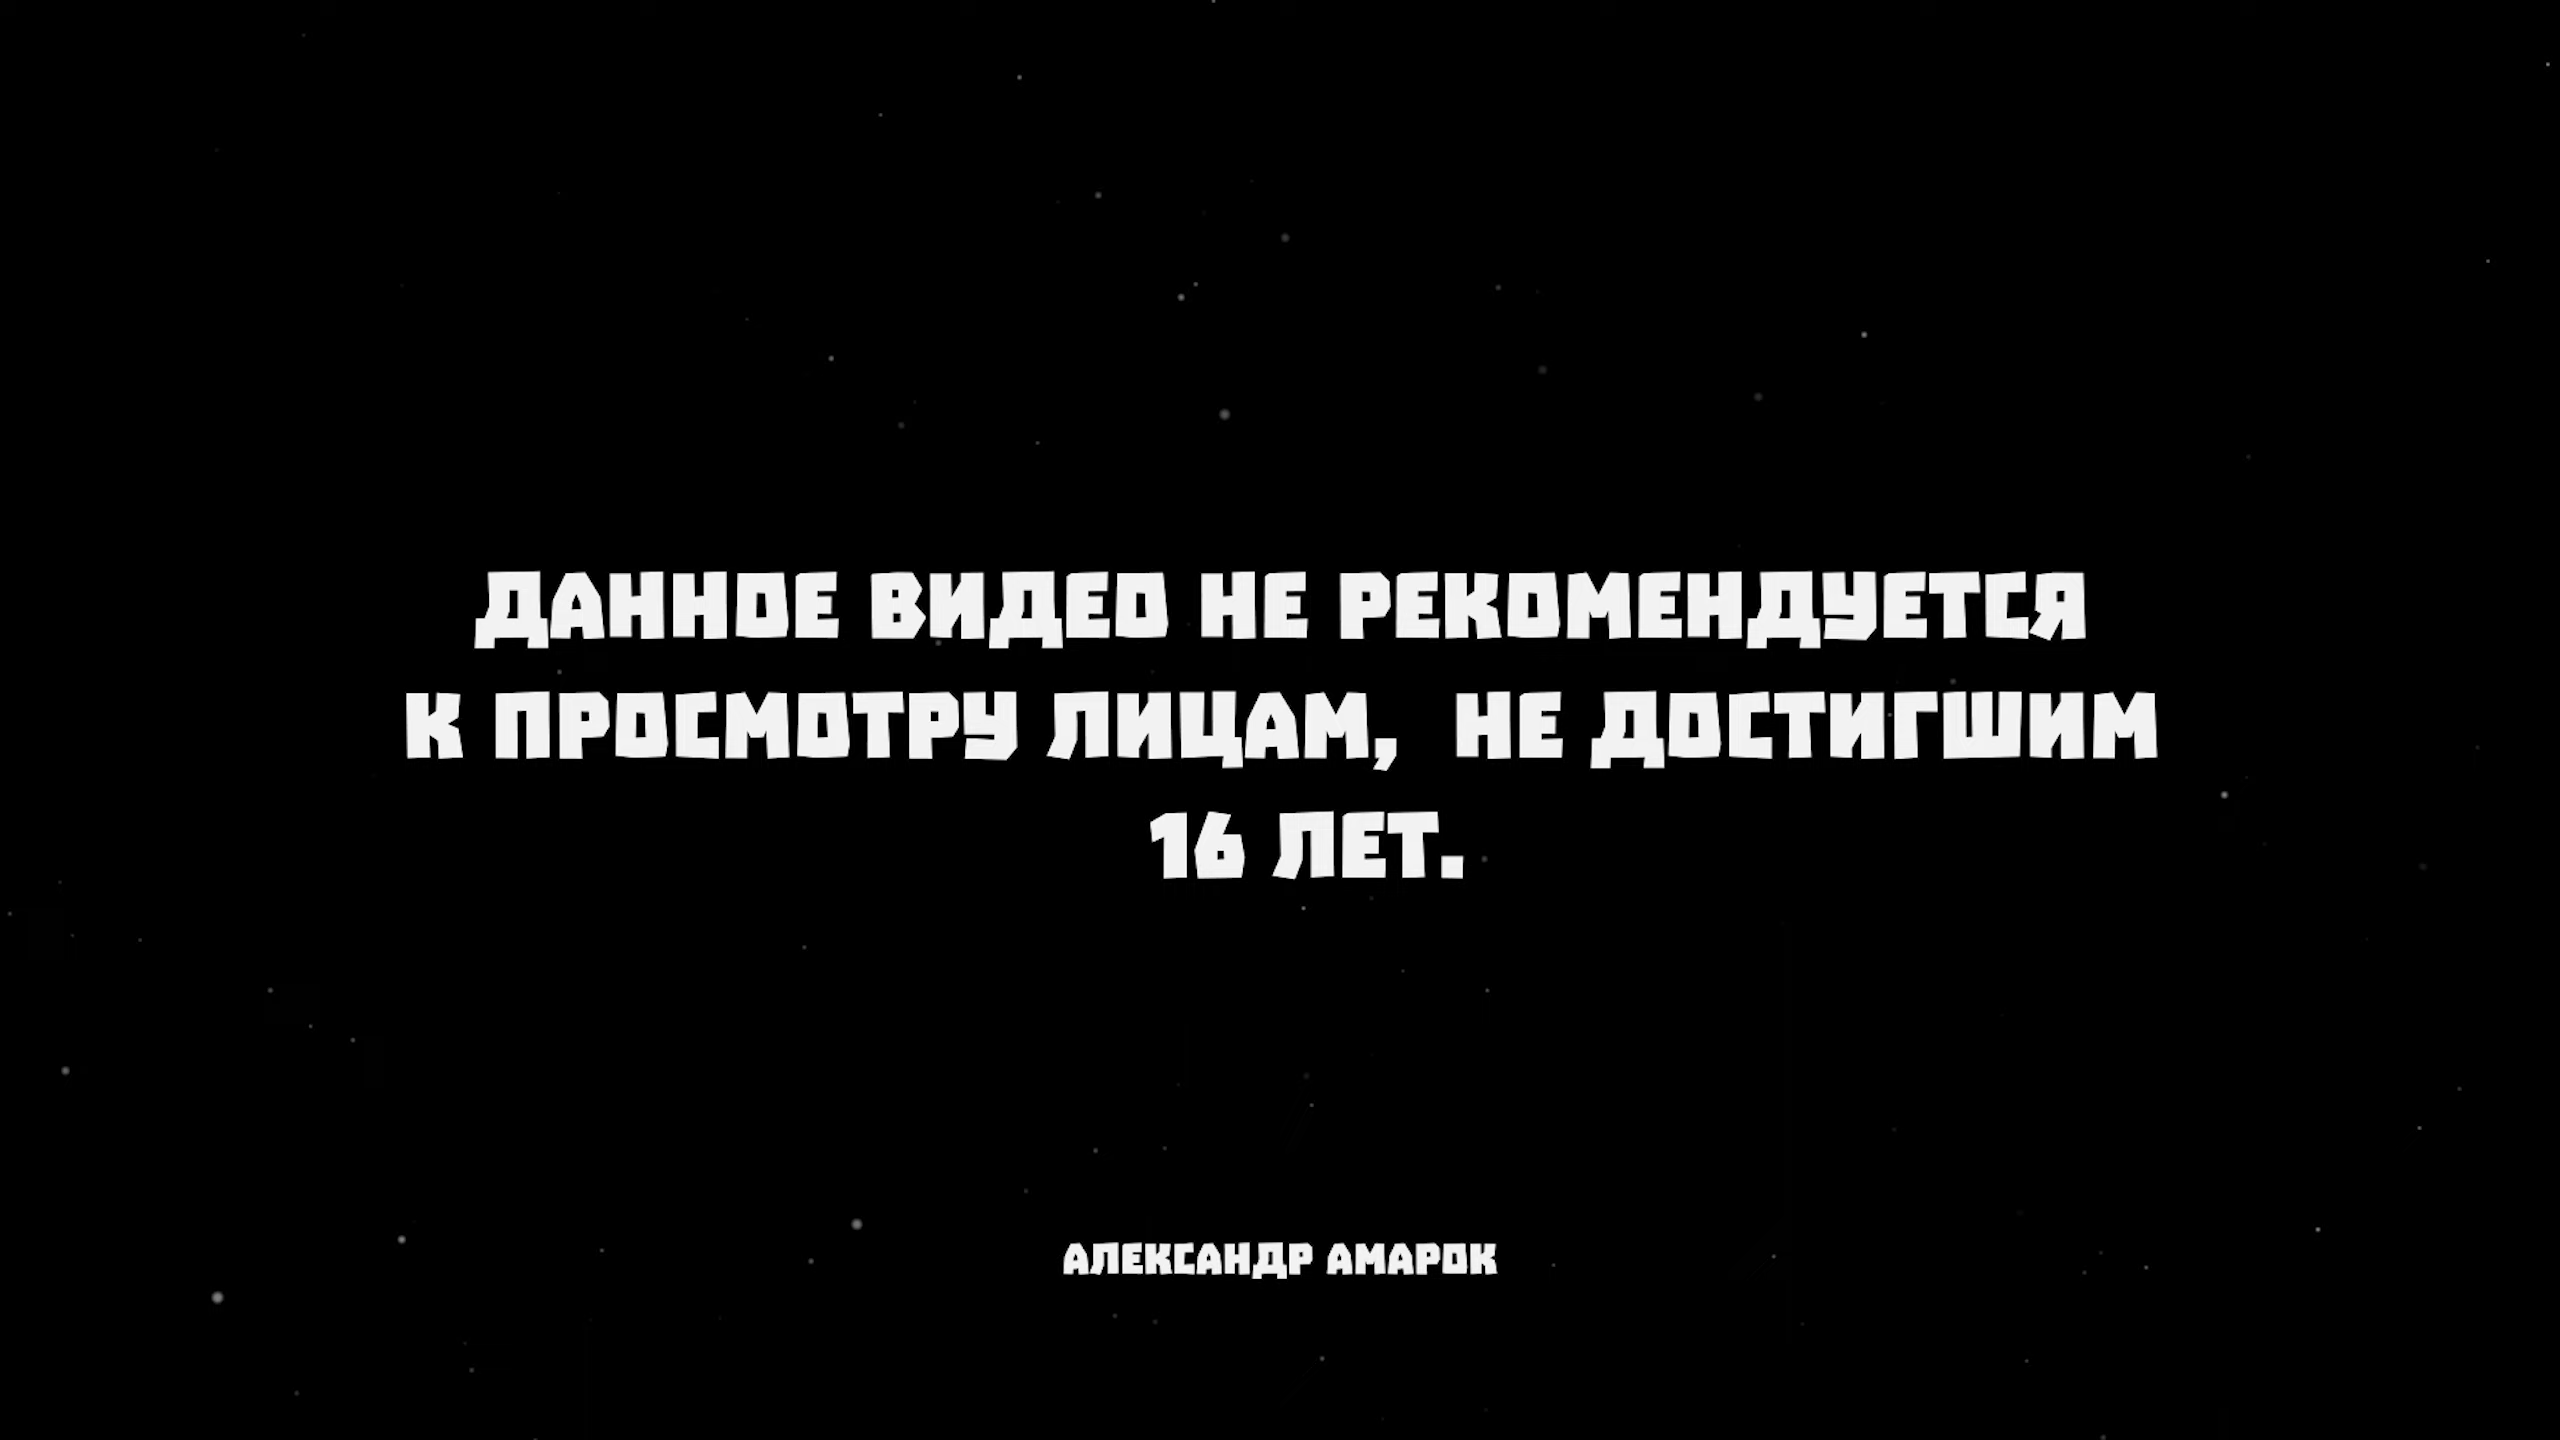 ДАННОЕ ВИДЕО НЕ РЕКОМЕНДУЕТСЯ
К ПРОСМОТРУ ЛИЦАМ, НЕ ДОСТИГШИМ
16 ЛЕТ.
АЛЕКСАНДР АМАРОК